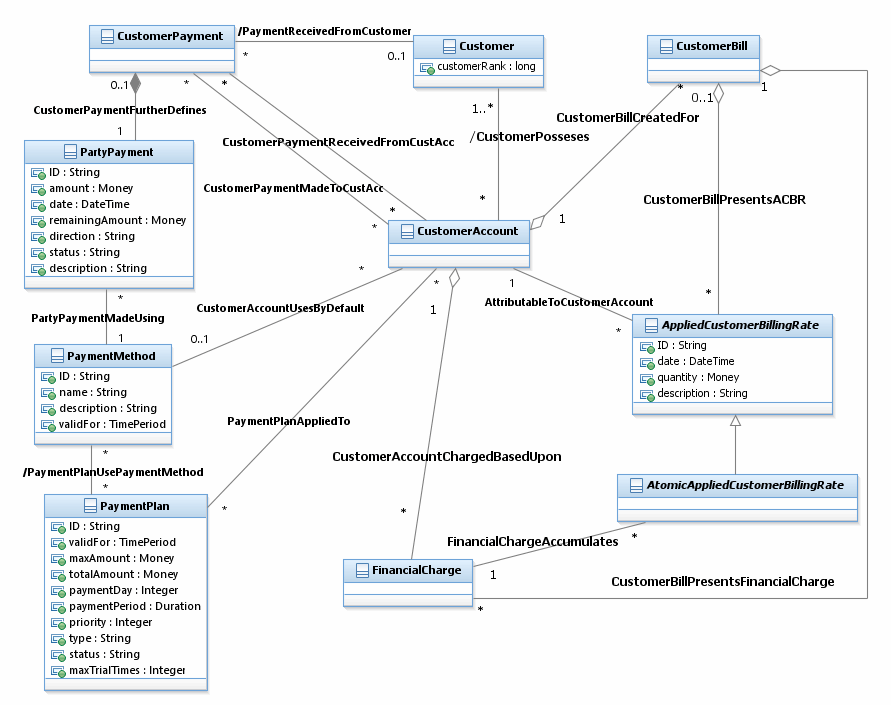 /PaymentReceivedFromCustomer
CustomerPayment
*
0..1
Customer
customerRank : long
CustomerBill
0..1
*
*
1..*
*
0..1
1
CustomerPaymentFurtherDefines
1
CustomerBillCreatedFor
CustomerPaymentReceivedFromCustAcc
/CustomerPosseses
PartyPayment
ID : String
amount : Money
date : DateTime
remainingAmount : Money
direction : String
status : String
description : String
CustomerPaymentMadeToCustAcc
*
*
*
1
CustomerBillPresentsACBR
CustomerAccount
*
*
1
*
*
PartyPaymentMadeUsing
1
CustomerAccountUsesByDefault
0..1
1
AttributableToCustomerAccount
*
AppliedCustomerBillingRate
ID : String
date : DateTime
quantity : Money
description : String
PaymentMethod
ID : String
name : String
description : String
validFor : TimePeriod
PaymentPlanAppliedTo
*
/PaymentPlanUsePaymentMethod
*
CustomerAccountChargedBasedUpon
*
*
PaymentPlan
ID : String
validFor : TimePeriod
maxAmount : Money
totalAmount : Money
paymentDay : Integer
paymentPeriod : Duration
priority : Integer
type : String
status : String
maxTrialTimes : Integer
AtomicAppliedCustomerBillingRate
FinancialChargeAccumulates
*
FinancialCharge
1
CustomerBillPresentsFinancialCharge
*